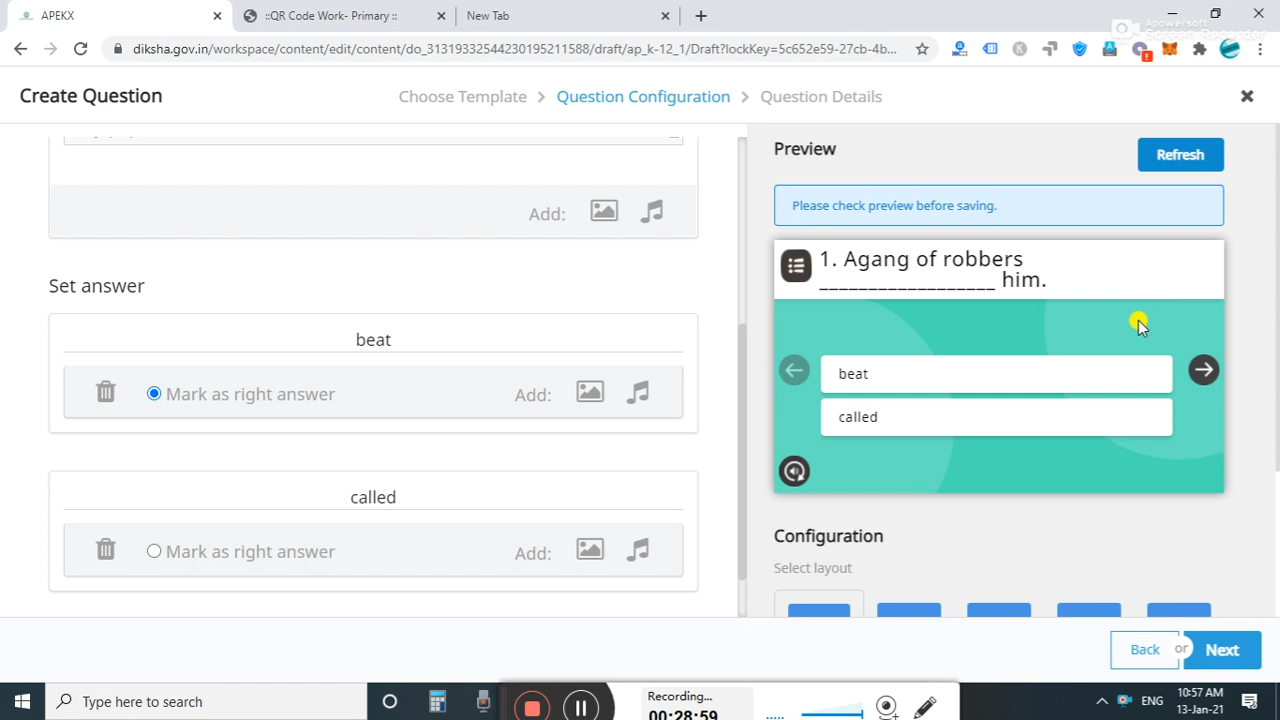 APEKX
::QR Code Work- Primary ::
New Tab
Apowersoft
Screen Recorder
diksha.gov.in/workspace/content/edit/content/do_31319332544230195211588/draft/ap_k-12_1/Draft?lockKey=5c652e59-27cb-4b...
Create Question
Choose Template
Question Configuration
Question Details
Preview
Refresh
Please check preview before saving.
Add:
1. Agang of robbers
__________________ him.
Set answer
beat
Mark as right answer
Add:
beat
called
called
Mark as right answer
Add:
Configuration
Select layout
Back
or
Next
Type here to search
Recording...
00:28:59
ENG
10:57 AM
13-Jan-21